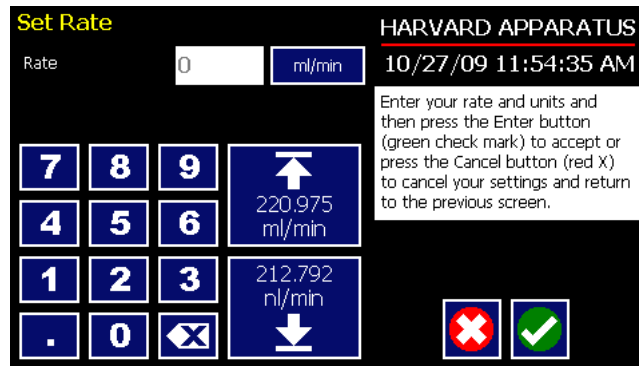 Set Rate
HARVARD APPARATUS
Rate
0
ml/min
10/27/09 11:54:35 AM
Enter your rate and units and
then press the Enter button
(green check mark) to accept or
press the Cancel button (red X)
to cancel your settings and return
to the previous screen.
7 8 9
220.975
ml/min
4 5 6
1 2 3
212.792
nl/min
. 0 X